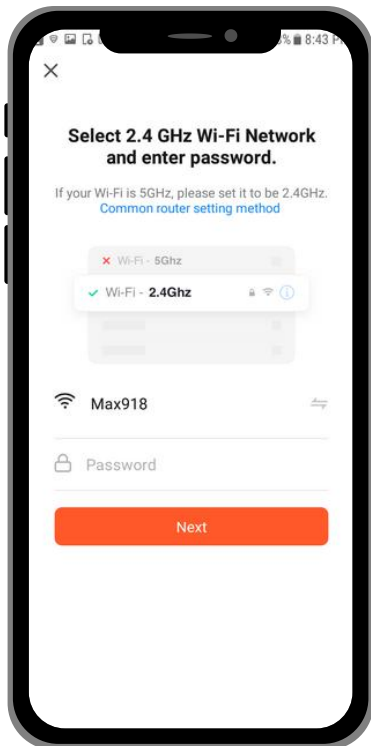 % 8:43 P
Select 2.4 GHz Wi-Fi Network
and enter password.
If your Wi-Fi is 5GHz, please set it to be 2.4GHz.
Common router setting method
Wi-Fi - 5Ghz
Wi-Fi - 2.4Ghz
Max918
Password
Next